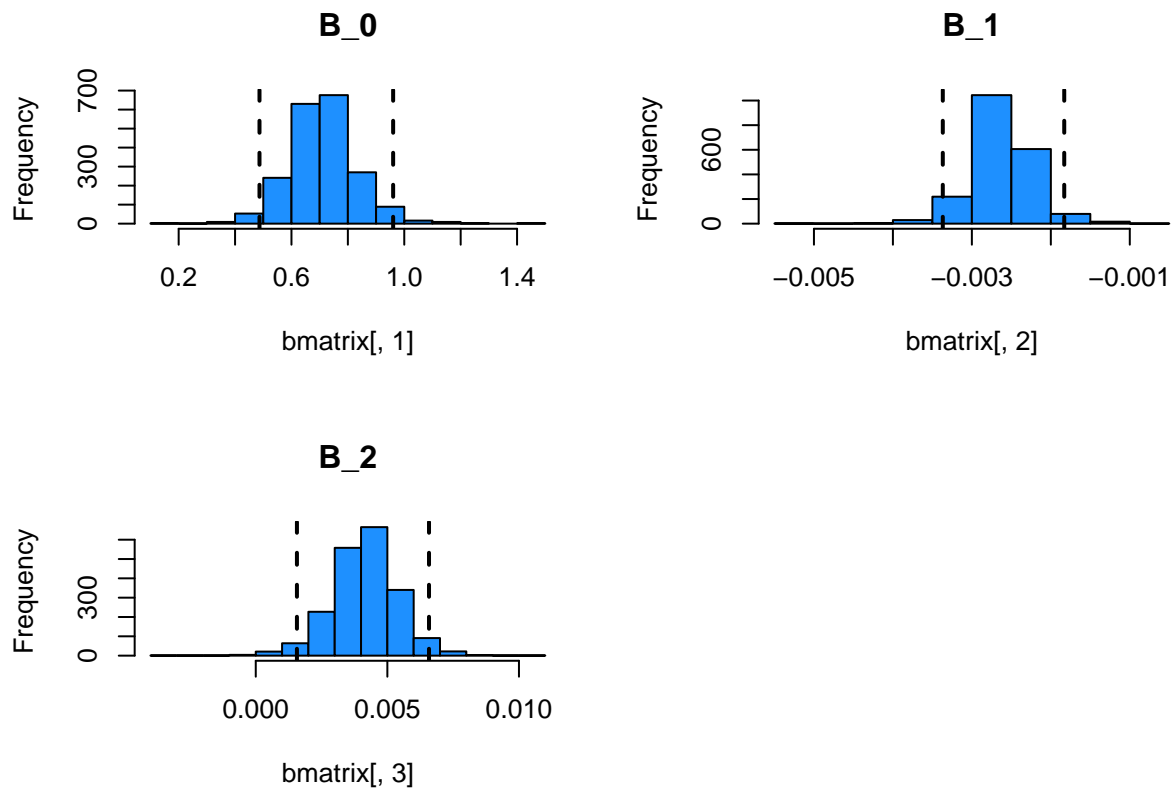 B_0
Frequency
0 300 700
0.2 0.6 1.0 1.4
bmatrix[, 1]
B_1
Frequency
0 600
−0.005 −0.003 −0.001
bmatrix[, 2]
B_2
Frequency
0 300
0.000 0.005 0.010
bmatrix[, 3]